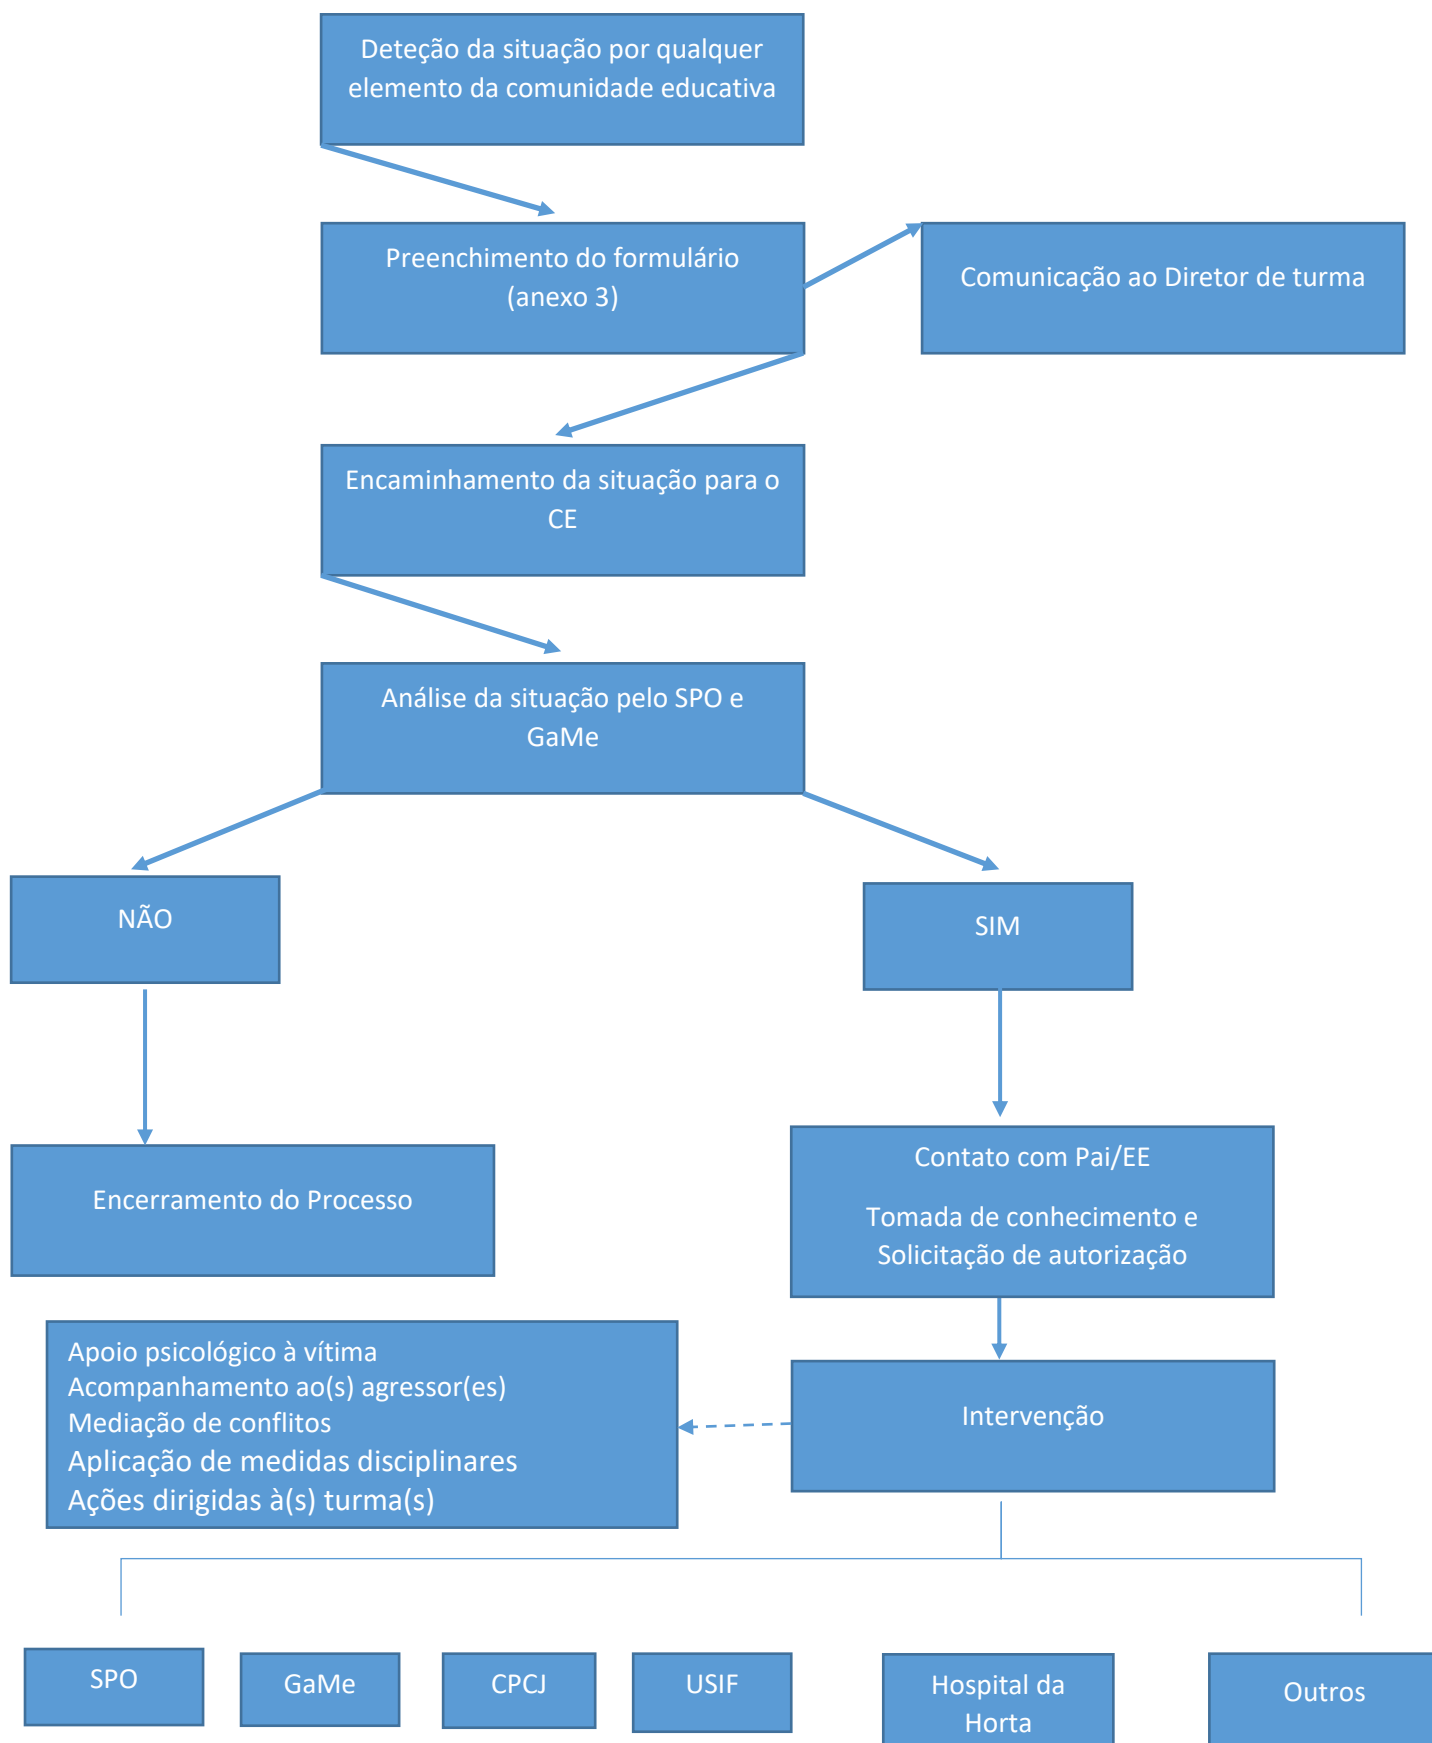 Deteção da situação por qualquer
elemento da comunidade educativa
Preenchimento do formulário
(anexo 3)
Comunicação ao Diretor de turma
Encaminhamento da situação para o
CE
Análise da situação pelo SPO e
GaMe
NÃO
SIM
Encerramento do Processo
Contato com Pai/EE
Tomada de conhecimento e
Solicitação de autorização
Apoio psicológico à vítima
Acompanhamento ao(s) agressor(es)
Mediação de conflitos
Aplicação de medidas disciplinares
Ações dirigidas à(s) turma(s)
Intervenção
SPO
GaMe
CPCJ
USIF
Hospital da
Horta
Outros